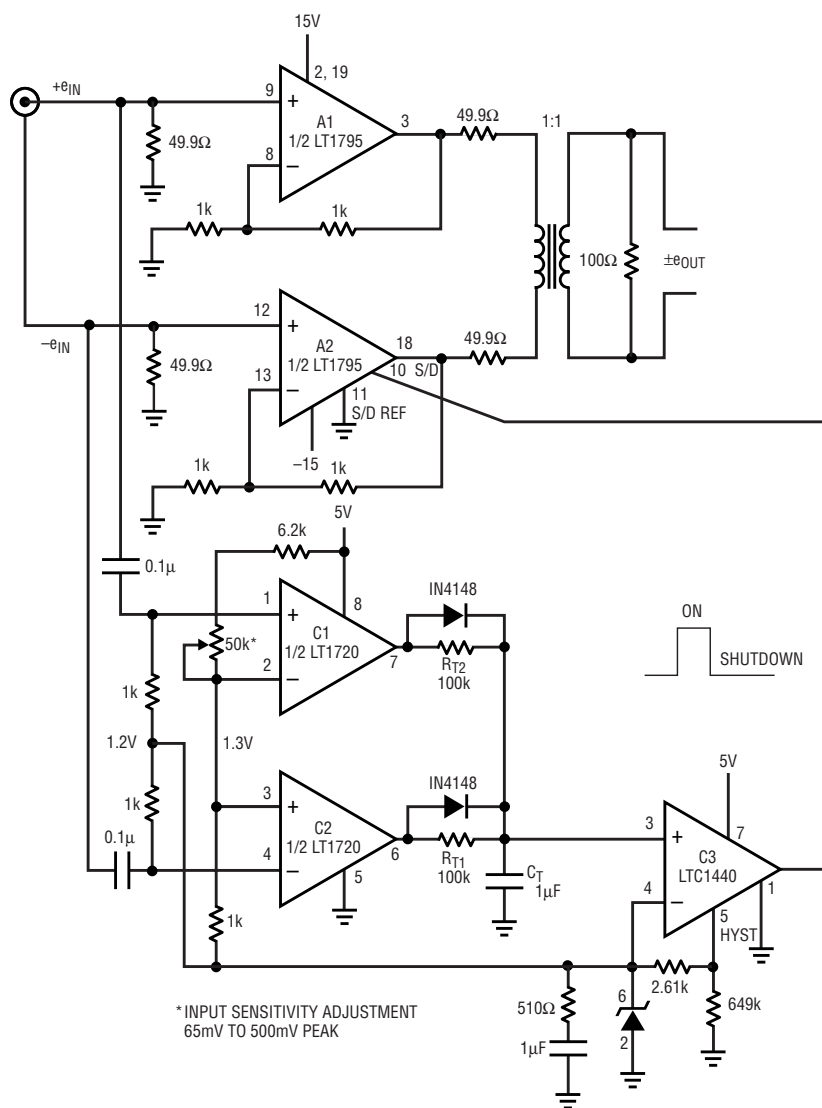 15V
+eIN
2, 19
9
+
A1
1/2 LT1795
3
49.9Ω
1:1
49.9Ω
8
−
1k
1k
100Ω
±eOUT
12
+
−eIN
A2
1/2 LT1795
18
49.9Ω
10 S/D
49.9Ω
13
−
11
S/D REF
−15
1k
1k
5V
6.2k
0.1µ
IN4148
ON
1
+
8
50k*
C1
1/2 LT1720
7
SHUTDOWN
2
−
RT2
100k
1k
1.2V
1.3V
5V
IN4148
1k
3
+
C2
1/2 LT1720
3
+
7
0.1µ
6
C3
LTC1440
4
−
RT1
100k
CT
1µF
5
4
−
1
5
HYST
1k
2.61k
*INPUT SENSITIVITY ADJUSTMENT
65mV TO 500mV PEAK
510Ω
6
649k
1µF
2